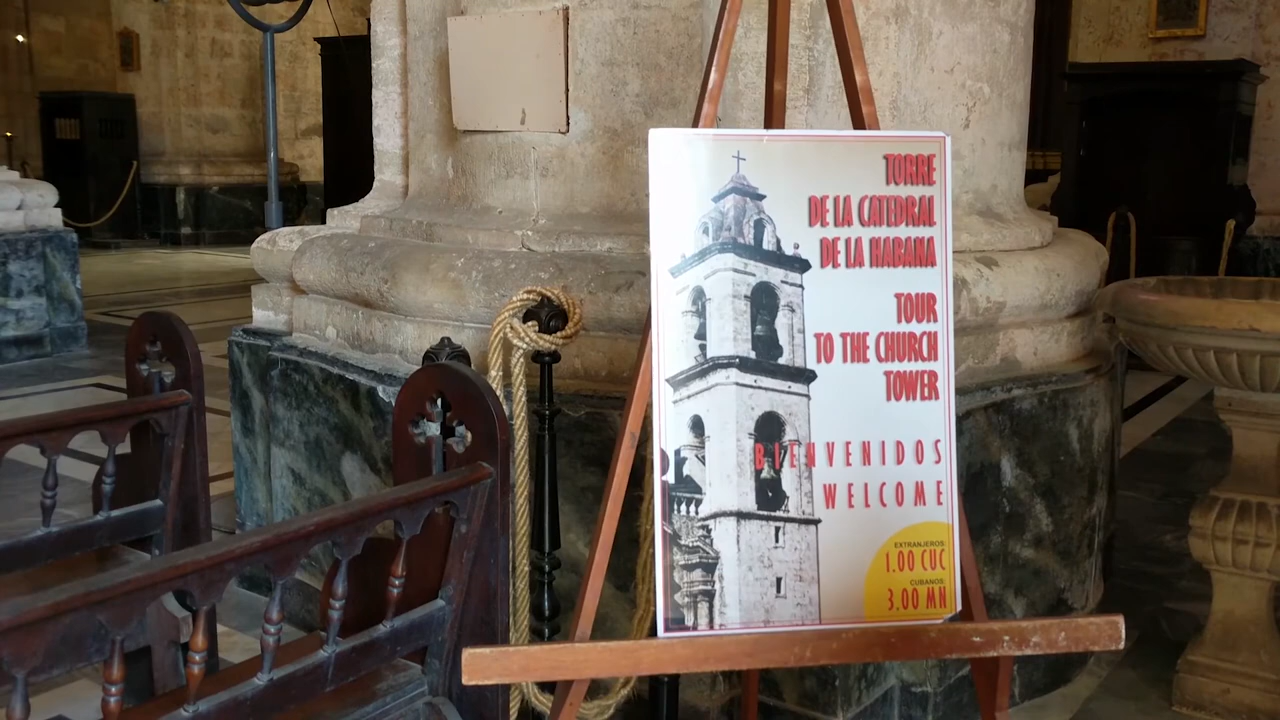 TORRE
DE LA CATEDRAL
DE LA HABANA
TOUR
TO THE CHURCH
TOWER
BIENVENIDOS
WELCOME
EXTRANJEROS:
1.00 CUC
CUBANOS:
3.00 MN